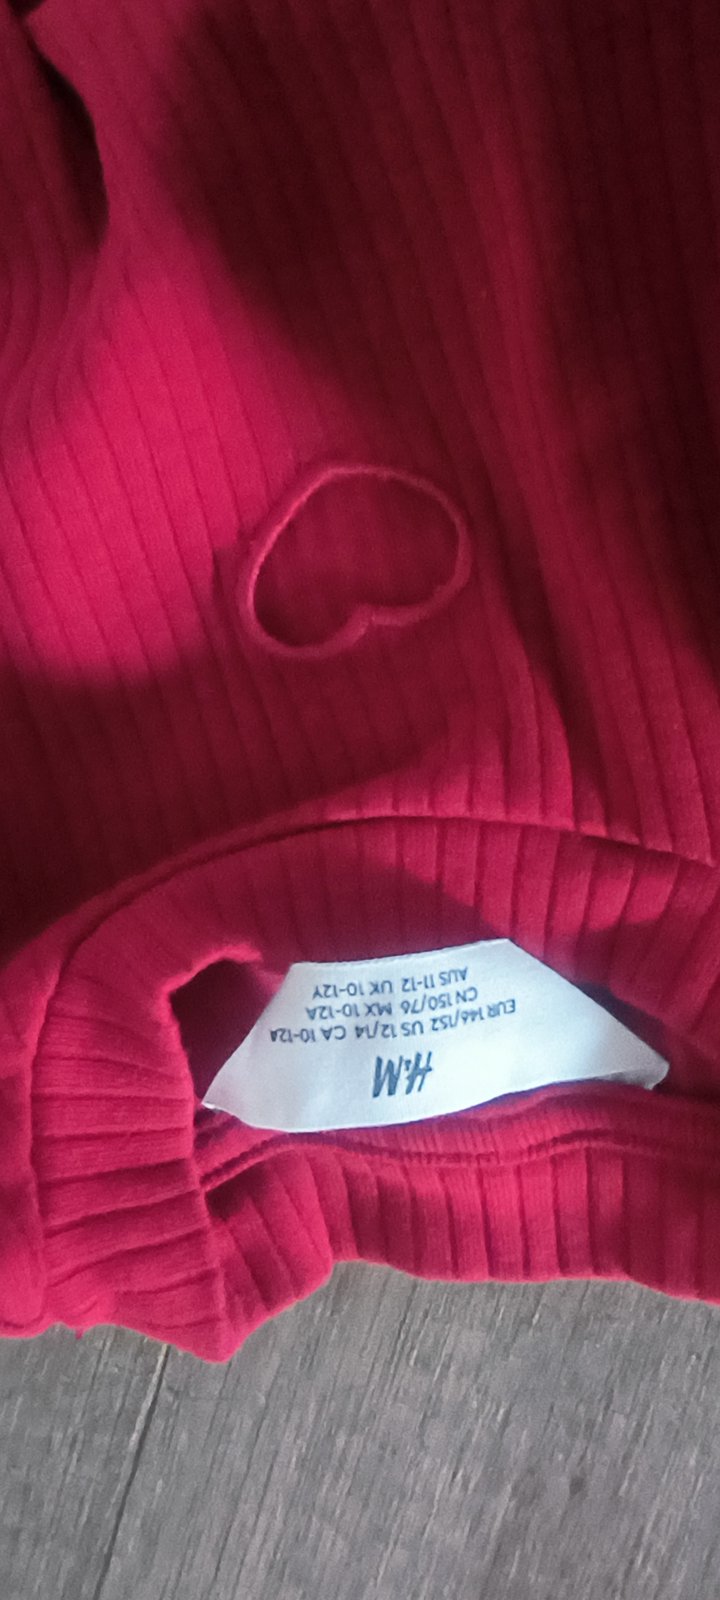 H&M
EUR 146/152 US 12/14 CA 10-12A
CN 150/76 MX 10-12A
AUS 11-12 UK 10-12Y